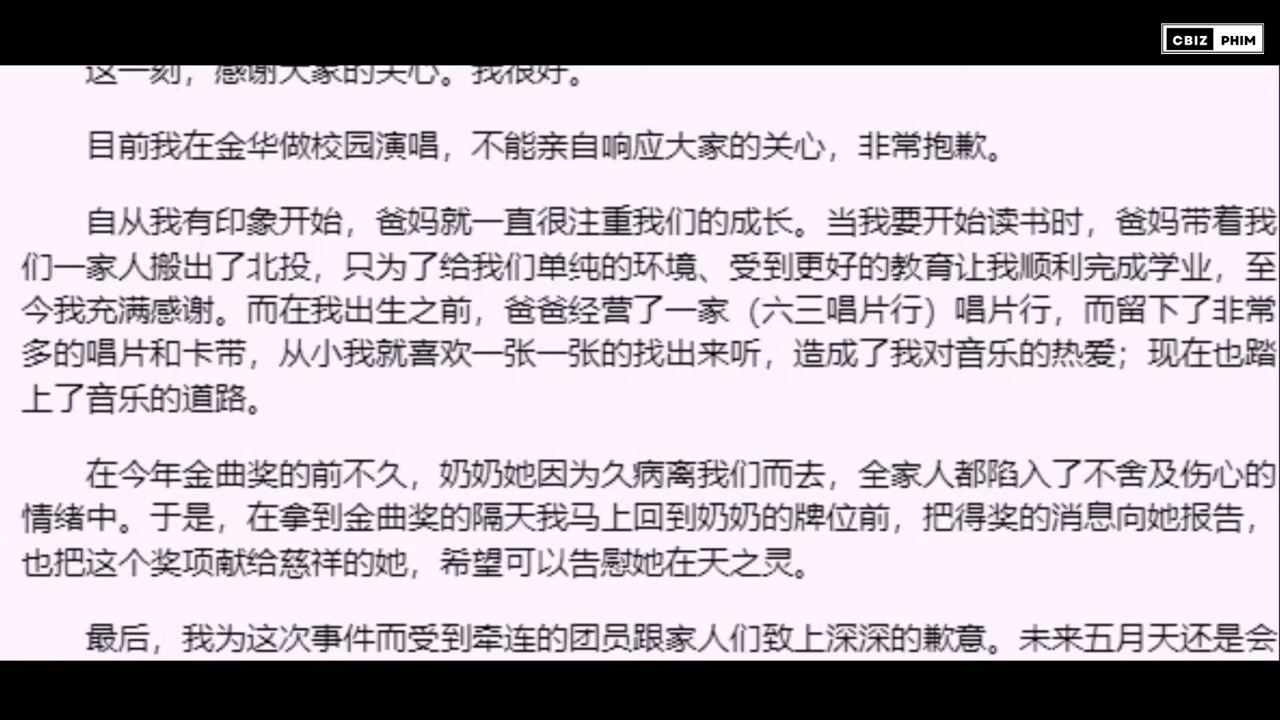 CBIZ PHIM
这一刻，感谢大家的关心。我很好。
目前我在金华做校园演唱，不能亲自响应大家的关心，非常抱歉。
自从我有印象开始，爸妈就一直很注重我们的成长。当我要开始读书时，爸妈带着我
们一家人搬出了北投，只为了给我们单纯的环境、受到更好的教育让我顺利完成学业，至
今我充满感谢。而在我出生之前，爸爸经营了一家（六三唱片行）唱片行，而留下了非常
多的唱片和卡带，从小我就喜欢一张一张的找出来听，造成了我对音乐的热爱；现在也踏
上了音乐的道路。
在今年金曲奖的前不久，奶奶她因为久病离我们而去，全家人都陷入了不舍及伤心的
情绪中。于是，在拿到金曲奖的隔天我马上回到奶奶的牌位前，把得奖的消息向她报告，
也把这个奖项献给慈祥的她，希望可以告慰她在天之灵。
最后，我为这次事件而受到牵连的团员跟家人们致上深深的歉意。未来五月天还是会